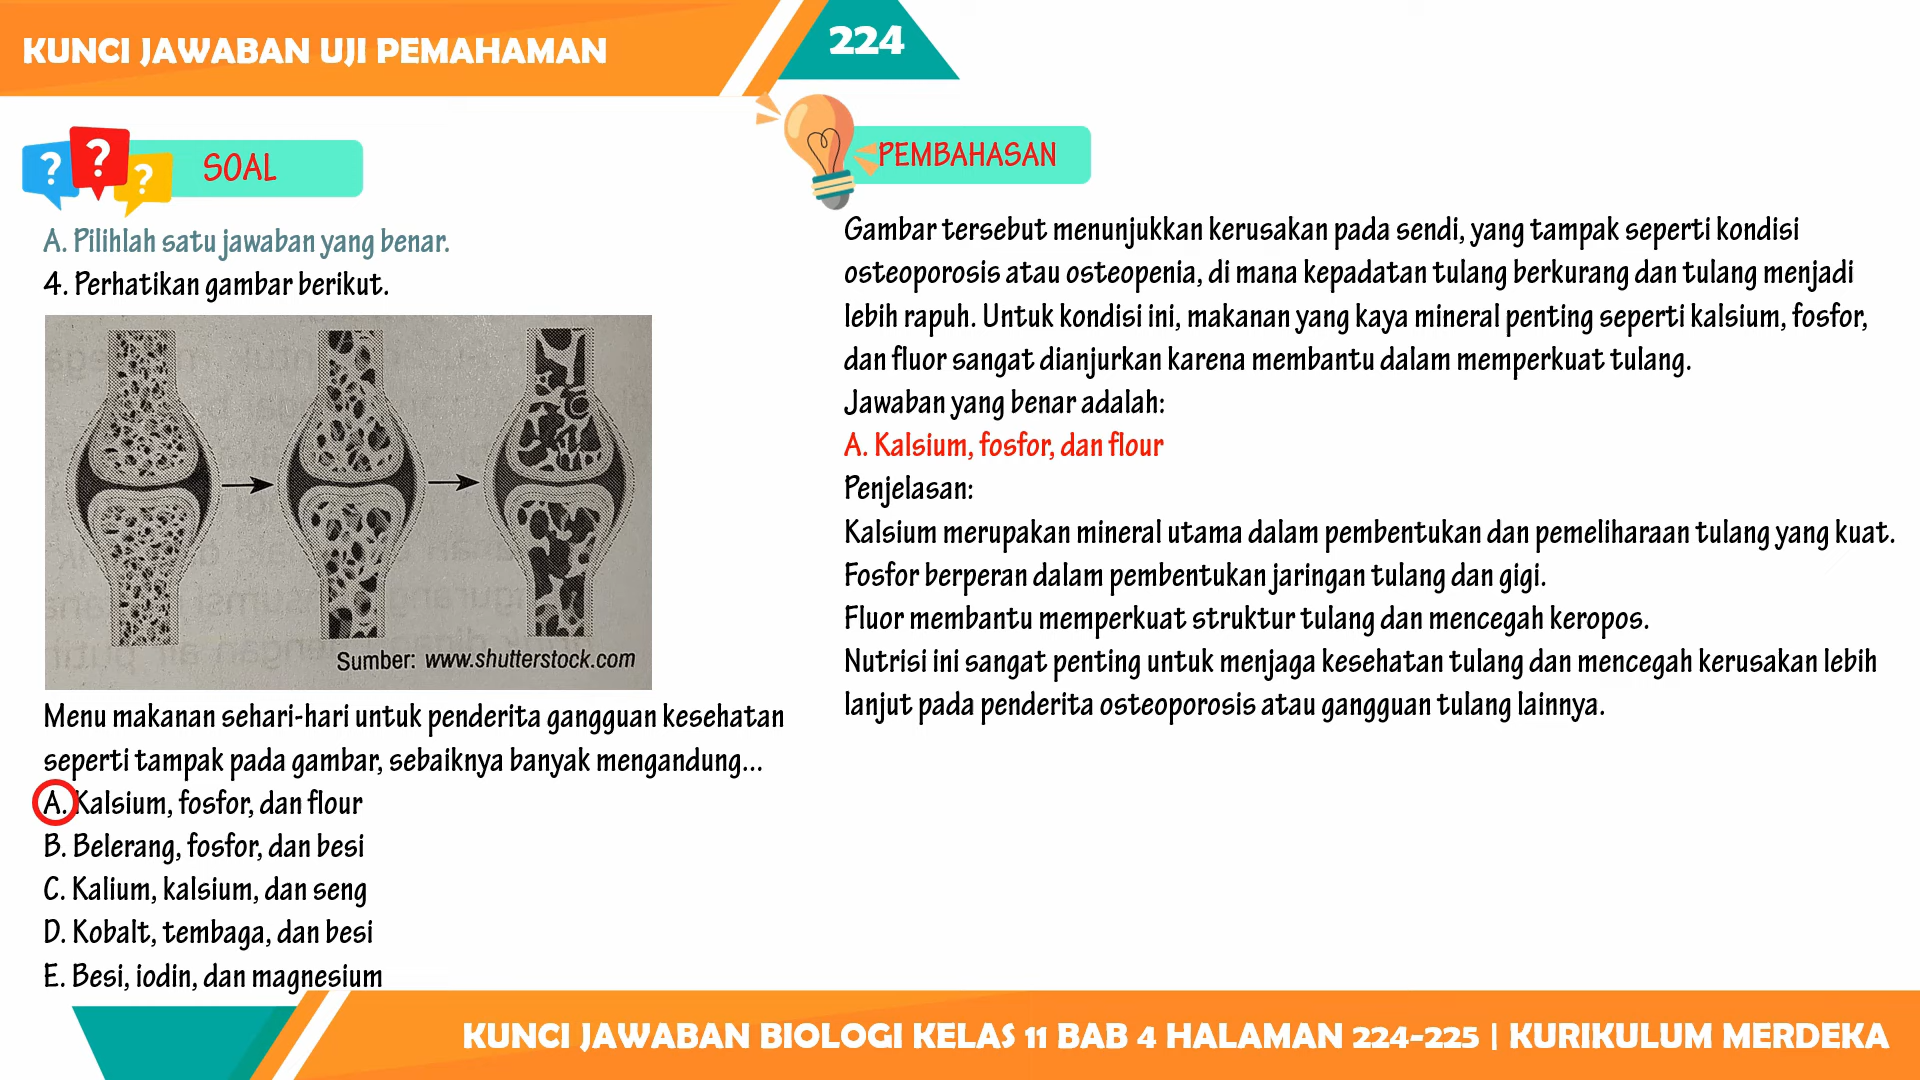 KUNCI JAWABAN UJI PEMAHAMAN
224
? ? ?
SOAL
A. Pilihlah satu jawaban yang benar.
4. Perhatikan gambar berikut.
Sumber: www.shutterstock.com
Menu makanan sehari-hari untuk penderita gangguan kesehatan
seperti tampak pada gambar, sebaiknya banyak mengandung...
A. Kalsium, fosfor, dan flour
B. Belerang, fosfor, dan besi
C. Kalium, kalsium, dan seng
D. Kobalt, tembaga, dan besi
E. Besi, iodin, dan magnesium
PEMBAHASAN
Gambar tersebut menunjukkan kerusakan pada sendi, yang tampak seperti kondisi
osteoporosis atau osteopenia, di mana kepadatan tulang berkurang dan tulang menjadi
lebih rapuh. Untuk kondisi ini, makanan yang kaya mineral penting seperti kalsium, fosfor,
dan fluor sangat dianjurkan karena membantu dalam memperkuat tulang.
Jawaban yang benar adalah:
A. Kalsium, fosfor, dan flour
Penjelasan:
Kalsium merupakan mineral utama dalam pembentukan dan pemeliharaan tulang yang kuat.
Fosfor berperan dalam pembentukan jaringan tulang dan gigi.
Fluor membantu memperkuat struktur tulang dan mencegah keropos.
Nutrisi ini sangat penting untuk menjaga kesehatan tulang dan mencegah kerusakan lebih
lanjut pada penderita osteoporosis atau gangguan tulang lainnya.
KUNCI JAWABAN BIOLOGI KELAS 11 BAB 4 HALAMAN 224-225 | KURIKULUM MERDEKA